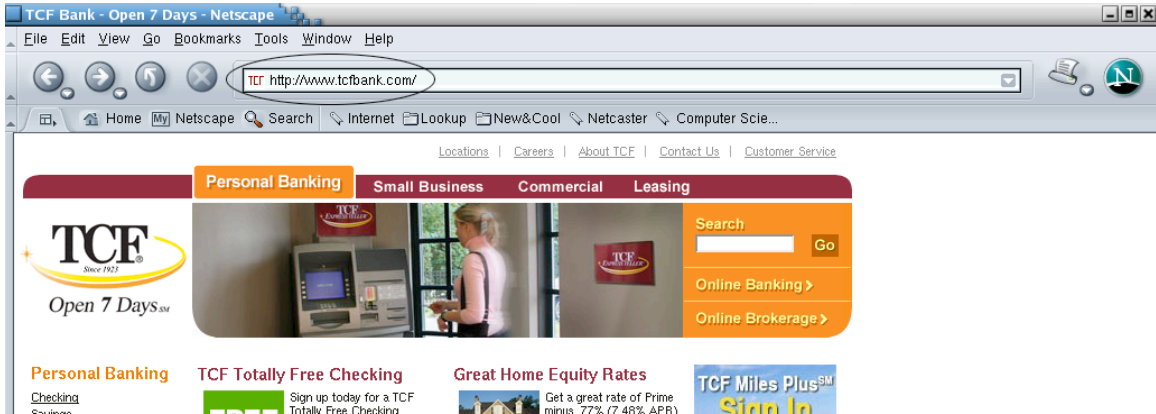 TCF Bank - Open 7 Days - Netscape
File Edit View Go Bookmarks Tools Window Help
TCF http://www.tcfbank.com/
N
Home My Netscape Search Internet Lookup New&Cool Netcaster Computer Scie...
Locations | Careers | About TCF | Contact Us | Customer Service
Personal Banking Small Business Commercial Leasing
TCF®
Since 1923
Open 7 Days SM
TCF
EXPRESS TELLER
TCF
EXPRESS TELLER
Search
Go
Online Banking >
Online Brokerage >
Personal Banking
Checking
Savings
TCF Totally Free Checking
FREE
Sign up today for a TCF
Totally Free Checking
Great Home Equity Rates
Get a great rate of Prime
minus .77% (7.48% APR)
TCF Miles Plus SM
Sign In